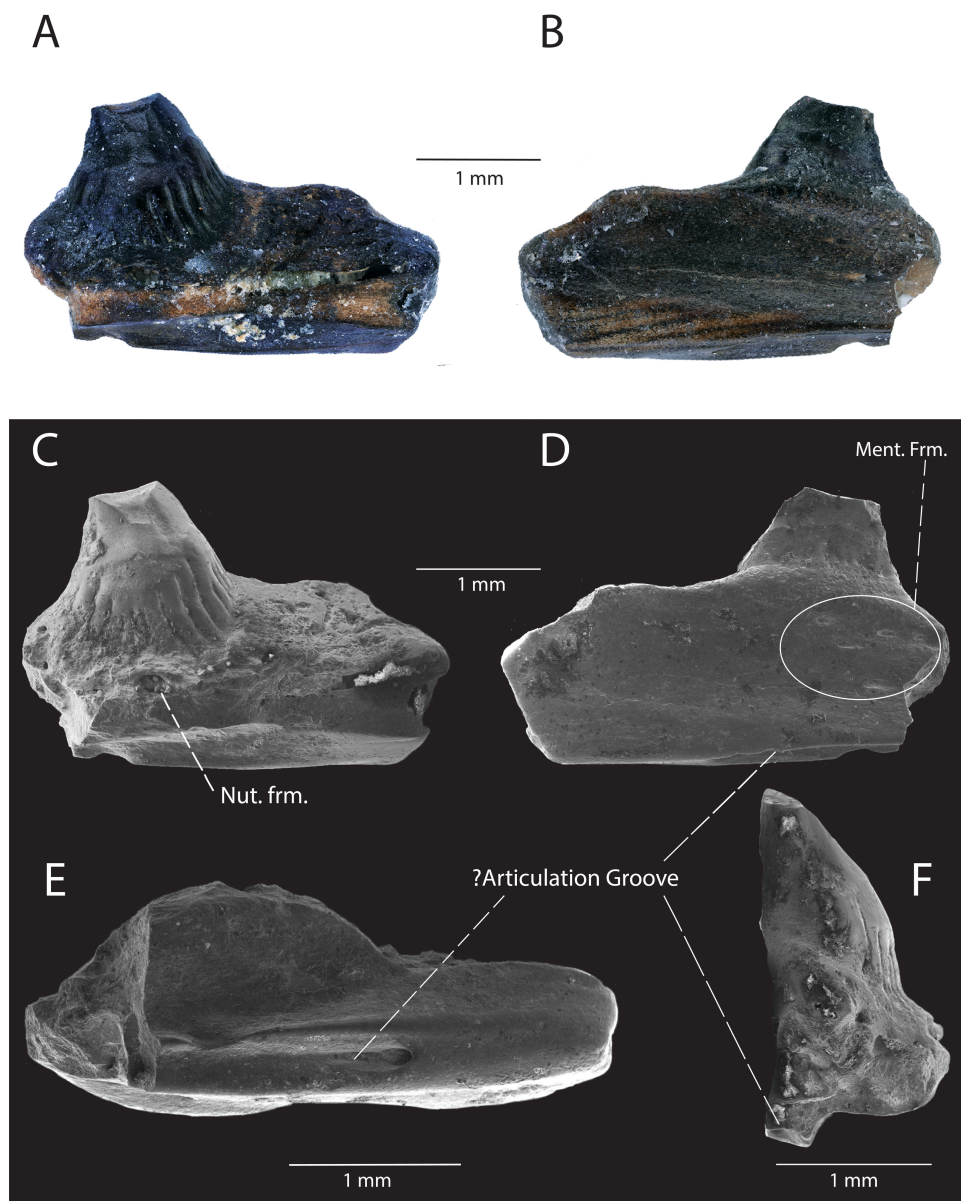 A
B
1 mm
C
D
Ment. Frm.
1 mm
Nut. frm.
E
?Articulation Groove
F
1 mm
1 mm